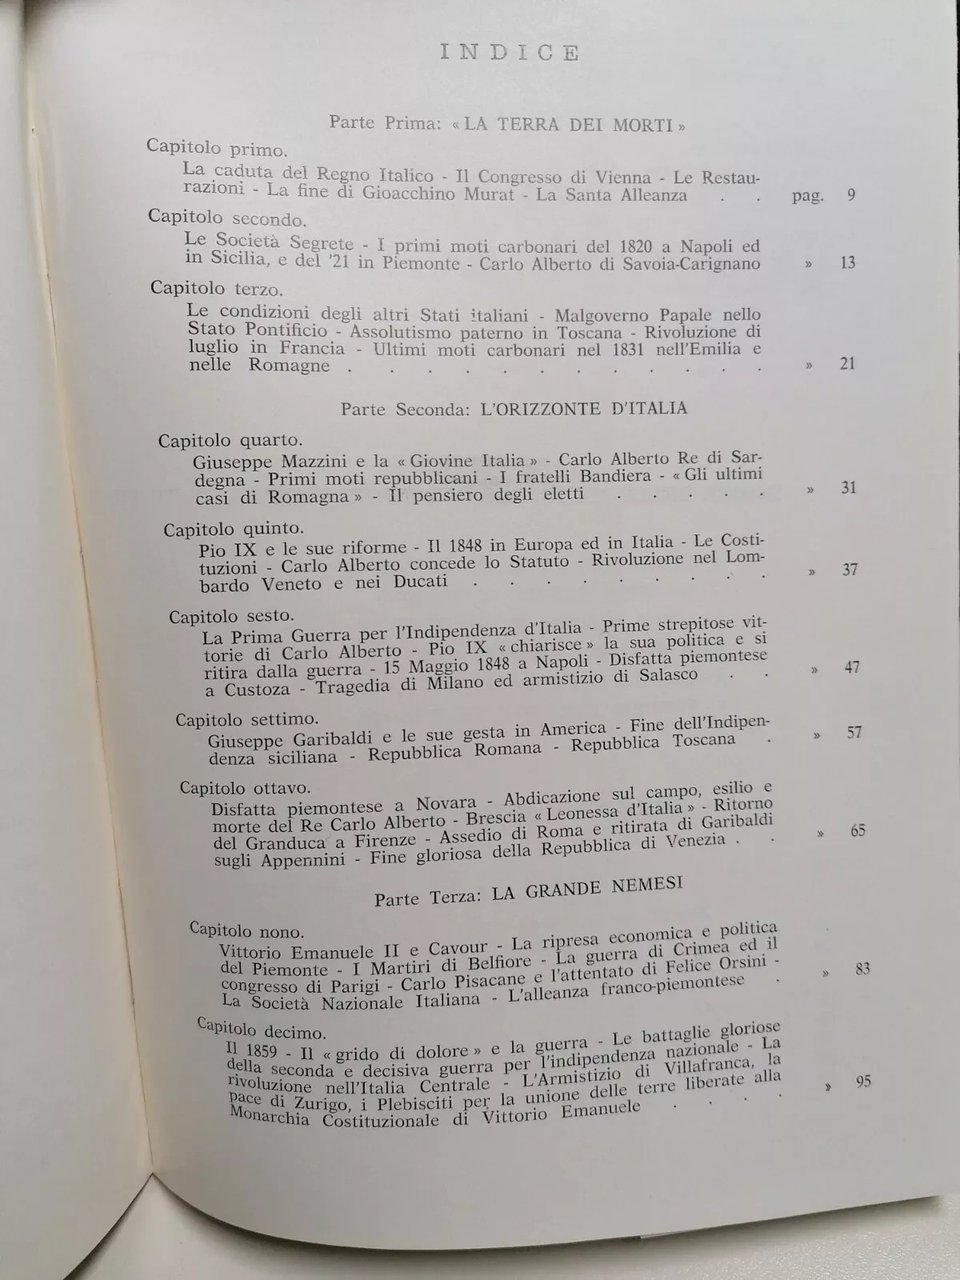 INDICE
Parte Prima: « LA TERRA DEI MORTI »
Capitolo primo.
La caduta del Regno Italico - Il Congresso di Vienna - Le Restau-
razioni - La fine di Gioacchino Murat - La Santa Alleanza . . pag. 9
Capitolo secondo.
Le Società Segrete - I primi moti carbonari del 1820 a Napoli ed
in Sicilia, e del '21 in Piemonte - Carlo Alberto di Savoia-Carignano » 13
Capitolo terzo.
Le condizioni degli altri Stati italiani - Malgoverno Papale nello
Stato Pontificio - Assolutismo paterno in Toscana - Rivoluzione di
luglio in Francia - Ultimi moti carbonari nel 1831 nell'Emilia e
nelle Romagne . . . . . . . . . . » 21
Parte Seconda: L'ORIZZONTE D'ITALIA
Capitolo quarto.
Giuseppe Mazzini e la « Giovine Italia » - Carlo Alberto Re di Sar-
degna - Primi moti repubblicani - I fratelli Bandiera - « Gli ultimi
casi di Romagna » - Il pensiero degli eletti . . . . . » 31
Capitolo quinto.
Pio IX e le sue riforme - Il 1848 in Europa ed in Italia - Le Costi-
tuzioni - Carlo Alberto concede lo Statuto - Rivoluzione nel Lom-
bardo Veneto e nei Ducati . . . . . . . . » 37
Capitolo sesto.
La Prima Guerra per l'Indipendenza d'Italia - Prime strepitose vit-
torie di Carlo Alberto - Pio IX « chiarisce » la sua politica e si
ritira dalla guerra - 15 Maggio 1848 a Napoli - Disfatta piemontese
a Custoza - Tragedia di Milano ed armistizio di Salasco . . » 47
Capitolo settimo.
Giuseppe Garibaldi e le sue gesta in America - Fine dell'Indipen-
denza siciliana - Repubblica Romana - Repubblica Toscana . » 57
Capitolo ottavo.
Disfatta piemontese a Novara - Abdicazione sul campo, esilio e
morte del Re Carlo Alberto - Brescia « Leonessa d'Italia » - Ritorno
del Granduca a Firenze - Assedio di Roma e ritirata di Garibaldi
sugli Appennini - Fine gloriosa della Repubblica di Venezia . . » 65
Parte Terza: LA GRANDE NEMESI
Capitolo nono.
Vittorio Emanuele II e Cavour - La ripresa economica e politica
del Piemonte - I Martiri di Belfiore - La guerra di Crimea ed il
congresso di Parigi - Carlo Pisacane e l'attentato di Felice Orsini -
La Società Nazionale Italiana - L'alleanza franco-piemontese . » 83
Capitolo decimo.
Il 1859 - Il « grido di dolore » e la guerra - Le battaglie gloriose
della seconda e decisiva guerra per l'indipendenza nazionale - La
rivoluzione nell'Italia Centrale - L'Armistizio di Villafranca, la
pace di Zurigo, i Plebisciti per la unione delle terre liberate alla
Monarchia Costituzionale di Vittorio Emanuele . . . . » 95